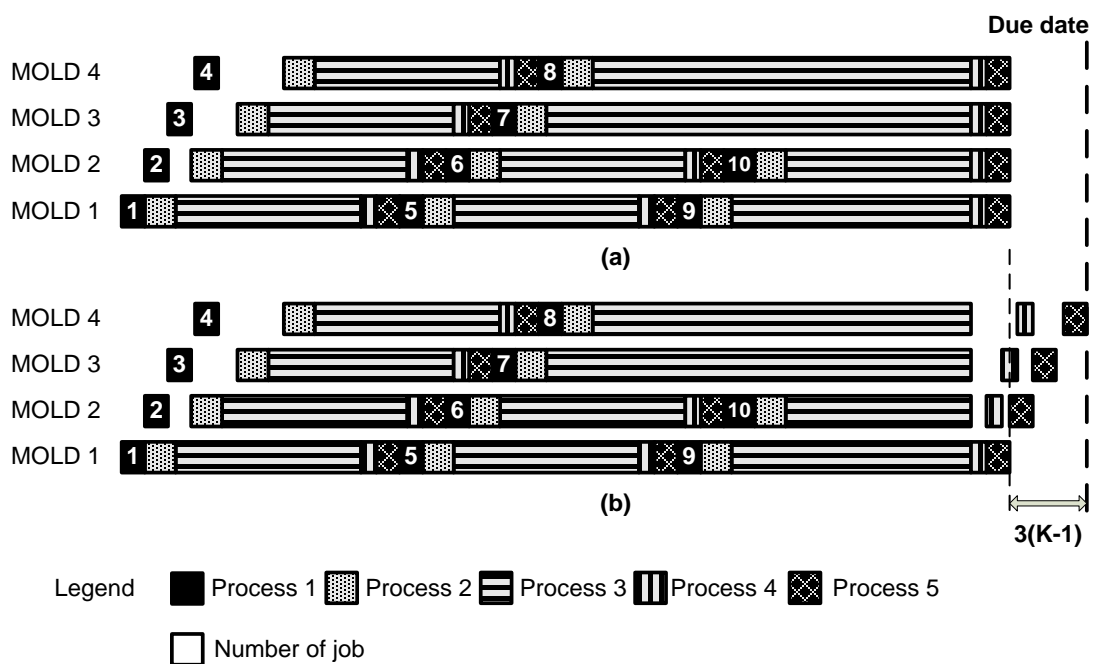 Due date
MOLD 4 4 8
MOLD 3 3 7
MOLD 2 2 6 10
MOLD 1 1 5 9
(a)
MOLD 4 4 8
MOLD 3 3 7
MOLD 2 2 6 10
MOLD 1 1 5 9
(b)
3(K-1)
Legend Process 1 Process 2 Process 3 Process 4 Process 5
Number of job